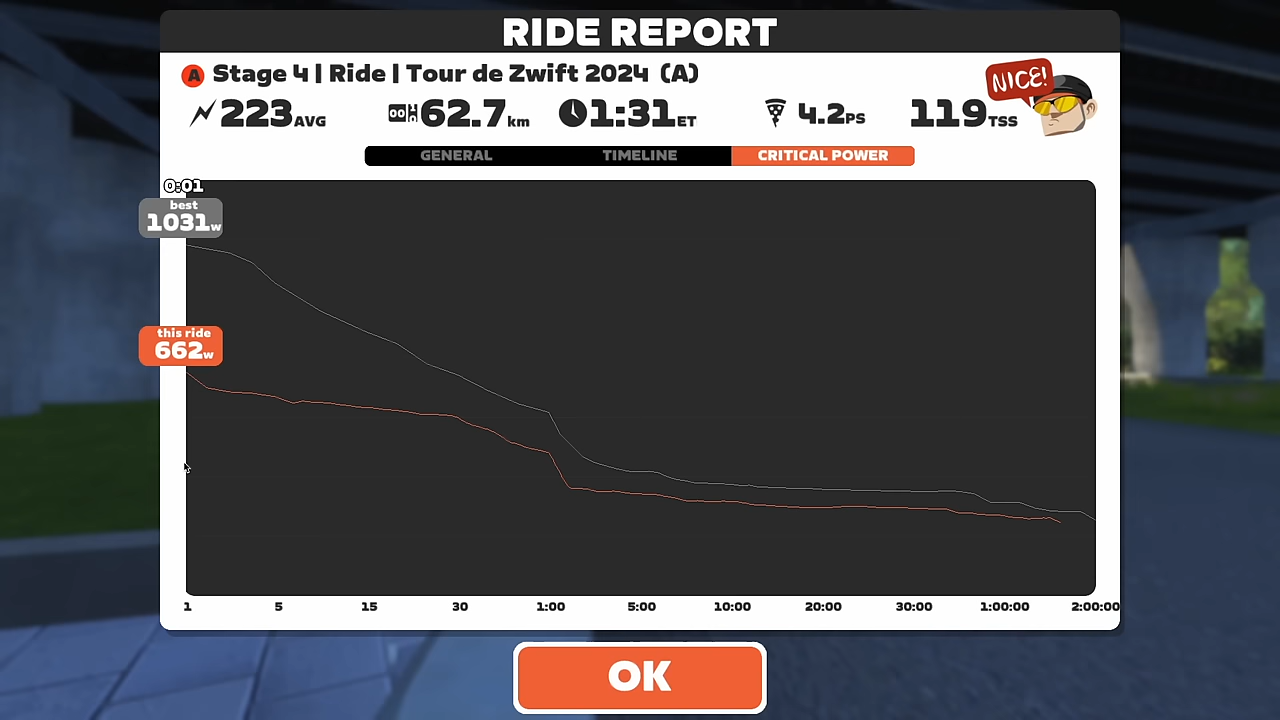 RIDE REPORT
A Stage 4 | Ride | Tour de Zwift 2024 (A)
NICE!
223AVG 62.7km 1:31ET 4.2PS 119TSS
GENERAL TIMELINE CRITICAL POWER
0:01
best
1031w
this ride
662w
1 5 15 30 1:00 5:00 10:00 20:00 30:00 1:00:00 2:00:00
OK